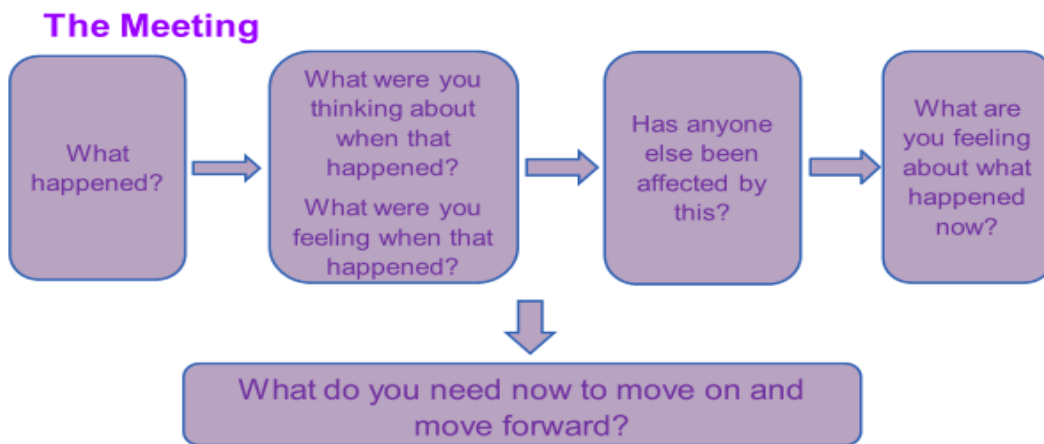 The Meeting
What
happened?
What were you
thinking about
when that
happened?
What were you
feeling when that
happened?
Has anyone
else been
affected by
this?
What are
you feeling
about what
happened
now?
What do you need now to move on and
move forward?